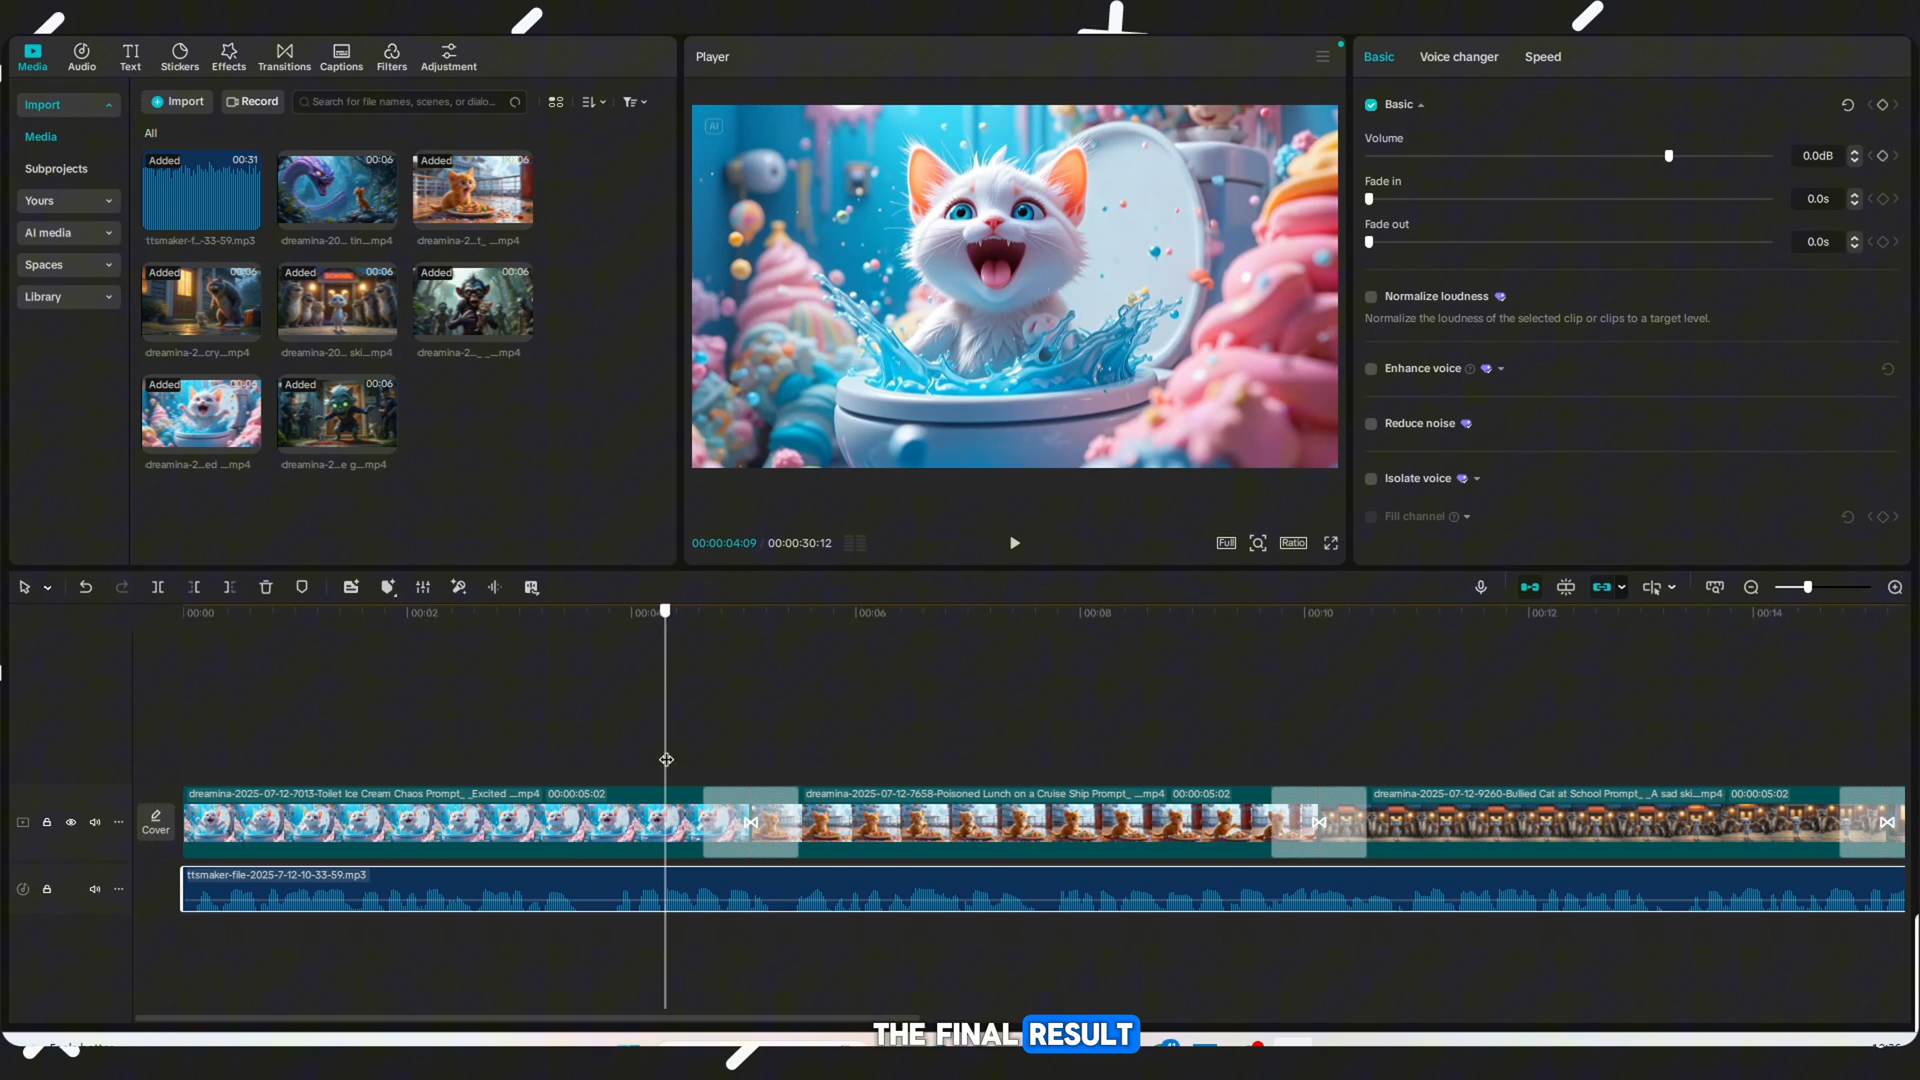 Media
Audio
Text
Stickers
Effects
Transitions
Captions
Filters
Adjustment
Import
Media
Subprojects
Yours
AI media
Spaces
Library
Import
Record
Search for file names, scenes, or dialo...
All
Added 00:31
00:06
Added 00:06
ttsmaker-f...-33-59.mp3
dreamina-20... tin...mp4
dreamina-2...t_ ...mp4
Added 00:06
Added 00:06
Added 00:06
dreamina-2...cry...mp4
dreamina-20... ski...mp4
dreamina-2..._ _...mp4
Added 00:06
Added 00:06
dreamina-2...ed ...mp4
dreamina-2...e g...mp4
Player
AI
SCHOOL
00:00:04:09 / 00:00:30:12
Full
Ratio
Basic
Voice changer
Speed
Basic
Volume
0.0dB
Fade in
0.0s
Fade out
0.0s
Normalize loudness
Normalize the loudness of the selected clip or clips to a target level.
Enhance voice
Reduce noise
Isolate voice
Fill channel
00:00
00:02
00:04
00:06
00:08
00:10
00:12
00:14
Cover
dreamina-2025-07-12-7013-Toilet Ice Cream Chaos Prompt_ _Excited ...mp4 00:00:05:02
dreamina-2025-07-12-7658-Poisoned Lunch on a Cruise Ship Prompt_ ...mp4 00:00:05:02
dreamina-2025-07-12-9260-Bullied Cat at School Prompt_ _A sad ski...mp4 00:00:05:02
ttsmaker-file-2025-7-12-10-33-59.mp3
THE FINAL RESULT